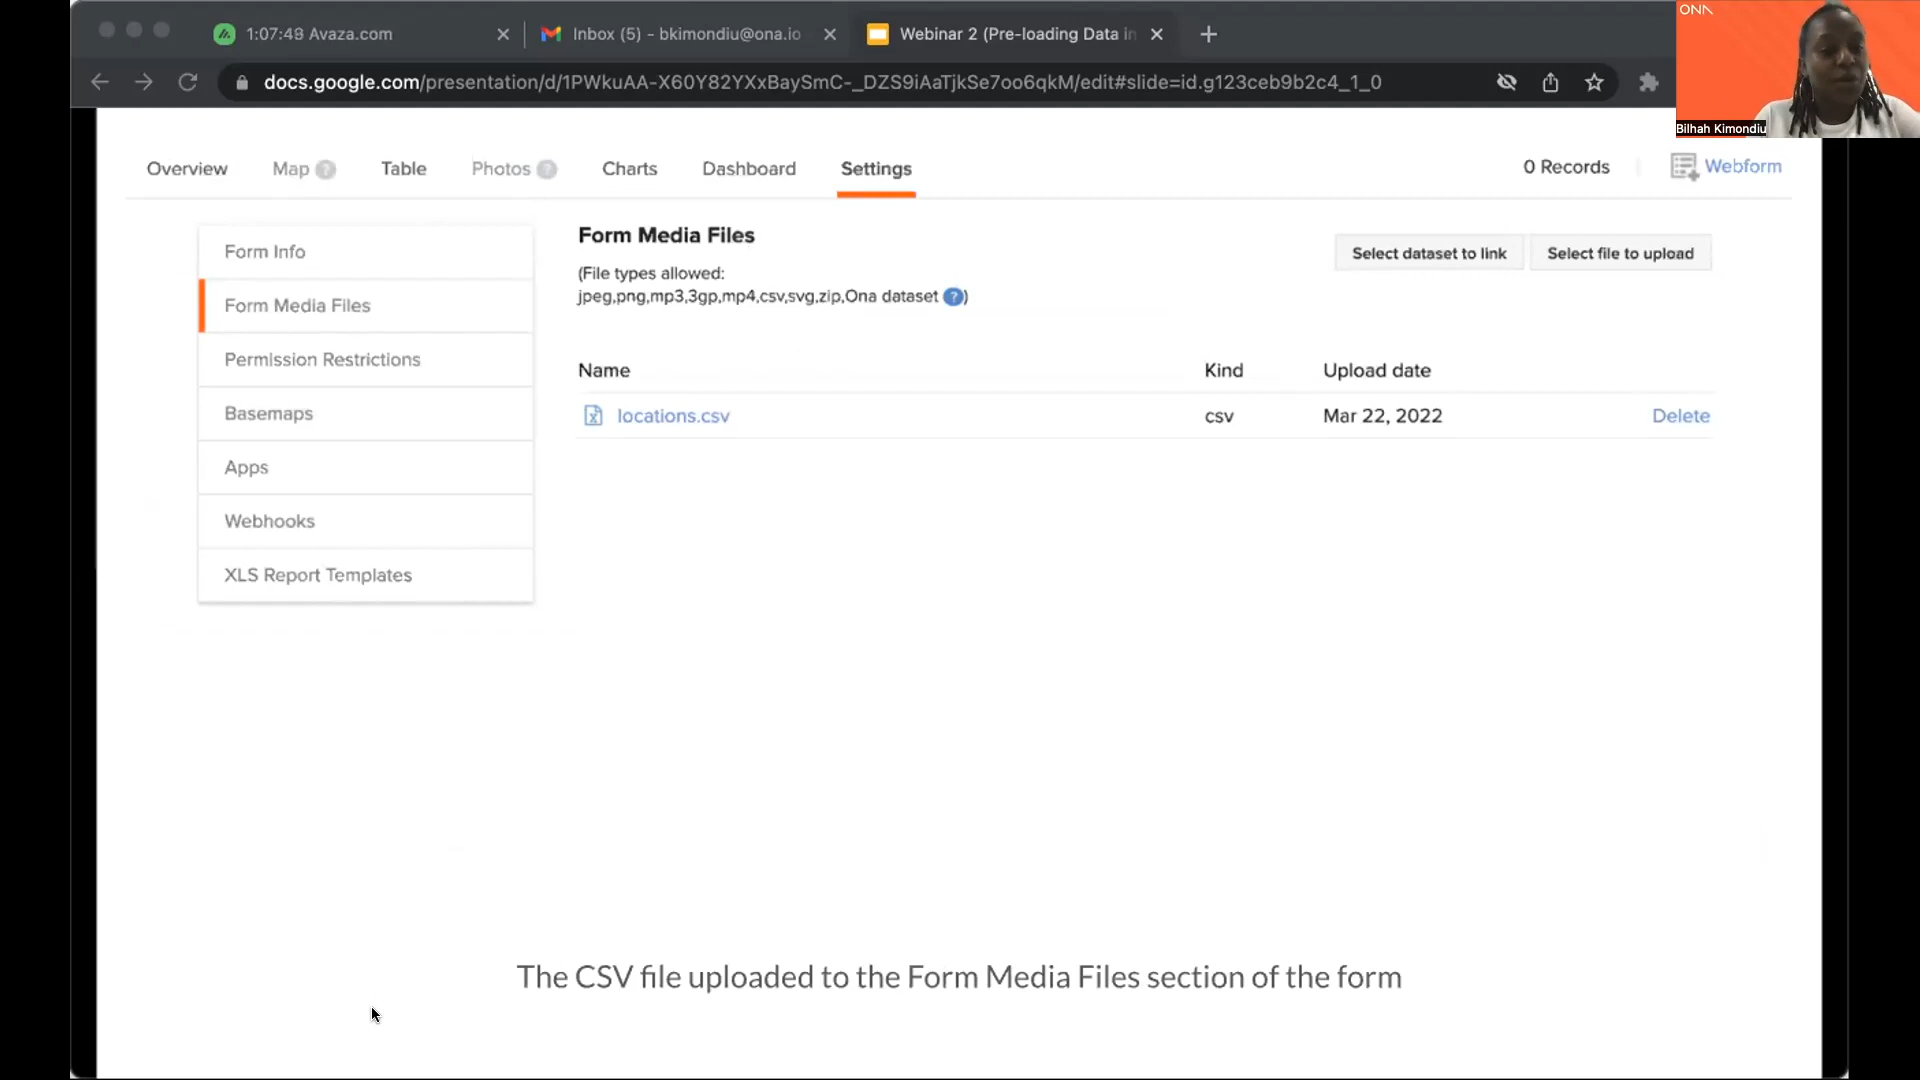 1:07:49 Avaza.com
Inbox (5) - bkimondiu@ona.io
Webinar 2 (Pre-loading Data in
docs.google.com/presentation/d/1PWkuAA-X60Y82YXxBaySmC-_DZS9iAaTjkSe7oo6qkM/edit#slide=id.g123ceb9b2c4_1_0
ONA
Bilhah Kimondiu
Overview
Map ?
Table
Photos ?
Charts
Dashboard
Settings
0 Records
Webform
Form Info
Form Media Files
Permission Restrictions
Basemaps
Apps
Webhooks
XLS Report Templates
Form Media Files
(File types allowed:
jpeg,png,mp3,3gp,mp4,csv,svg,zip,Ona dataset ?)
Select dataset to link
Select file to upload
Name Kind Upload date
locations.csv csv Mar 22, 2022 Delete
The CSV file uploaded to the Form Media Files section of the form